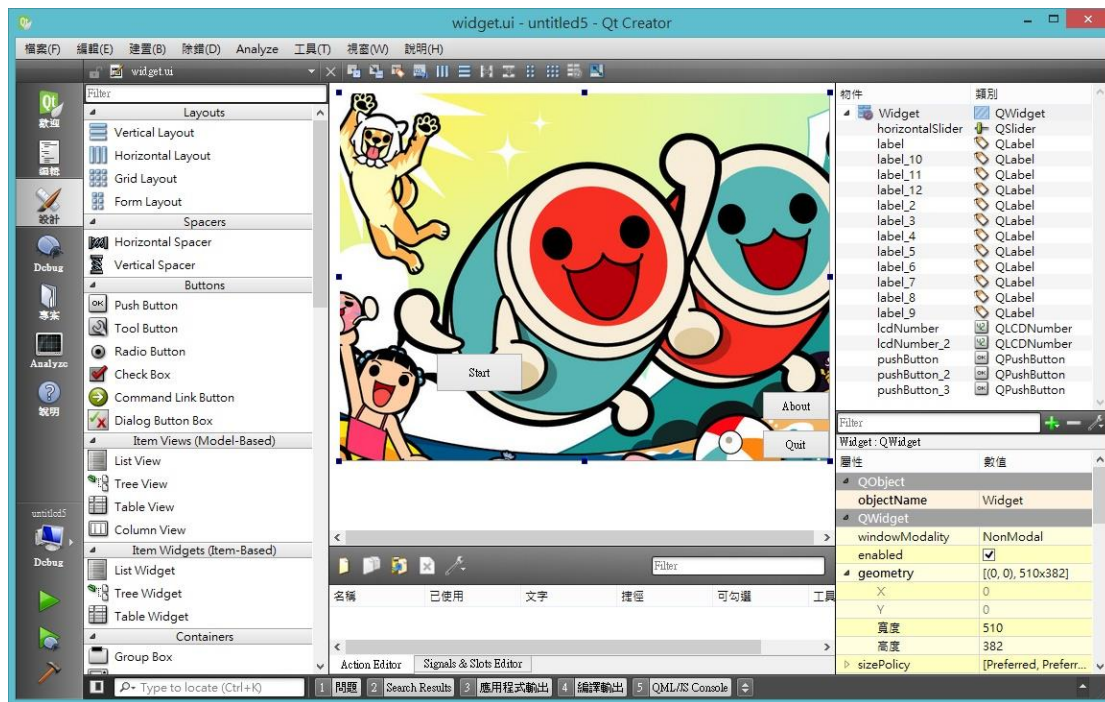 widget.ui - untitled5 - Qt Creator
檔案(F) 編輯(E) 建置(B) 除錯(D) Analyze 工具(T) 視窗(W) 說明(H)
widget.ui
歡迎
編輯
設計
Debug
專案
Analyze
說明
untitled5
Debug
Filter
Layouts
Vertical Layout
Horizontal Layout
Grid Layout
Form Layout
Spacers
Horizontal Spacer
Vertical Spacer
Buttons
Push Button
Tool Button
Radio Button
Check Box
Command Link Button
Dialog Button Box
Item Views (Model-Based)
List View
Tree View
Table View
Column View
Item Widgets (Item-Based)
List Widget
Tree Widget
Table Widget
Containers
Group Box
Start
About
Quit
Filter
名稱 已使用 文字 捷徑 可勾選 工具
Action Editor Signals & Slots Editor
物件 類別
Widget QWidget
horizontalSlider QSlider
label QLabel
label_10 QLabel
label_11 QLabel
label_12 QLabel
label_2 QLabel
label_3 QLabel
label_4 QLabel
label_5 QLabel
label_6 QLabel
label_7 QLabel
label_8 QLabel
label_9 QLabel
lcdNumber QLCDNumber
lcdNumber_2 QLCDNumber
pushButton QPushButton
pushButton_2 QPushButton
pushButton_3 QPushButton
Filter
Widget : QWidget
屬性 數值
QObject
objectName Widget
QWidget
windowModality NonModal
enabled
geometry [(0, 0), 510x382]
X 0
Y 0
寬度 510
高度 382
sizePolicy [Preferred, Preferr...
Type to locate (Ctrl+K) 1 問題 2 Search Results 3 應用程式輸出 4 編譯輸出 5 QML/JS Console